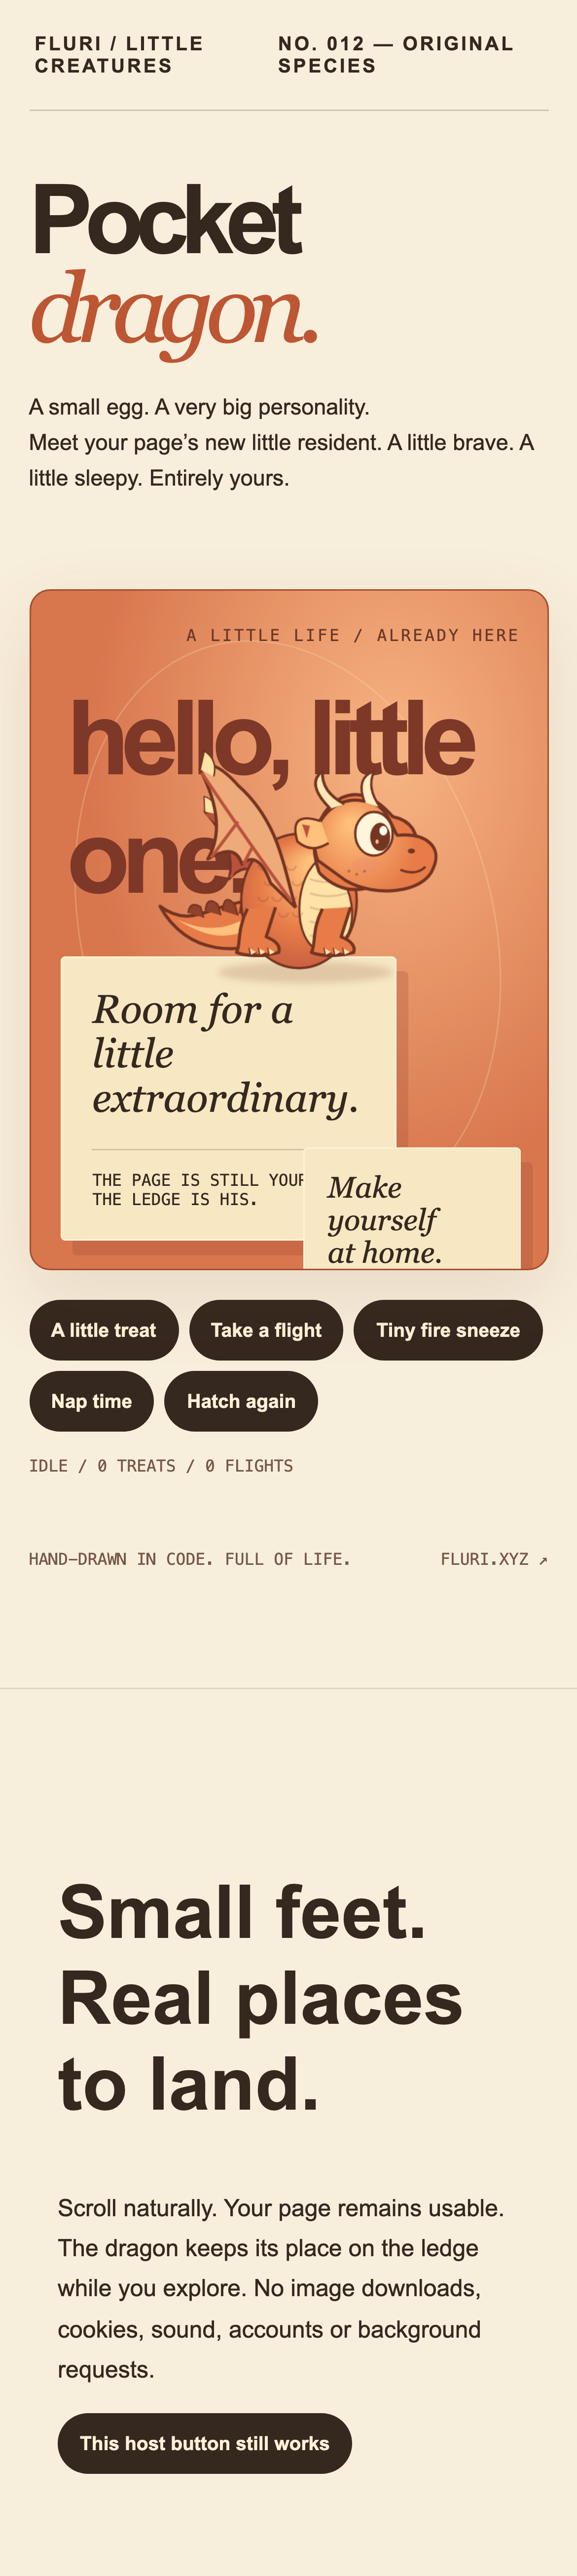 FLURI / LITTLE
CREATURES
NO. 012 — ORIGINAL
SPECIES
Pocket
dragon.
A small egg. A very big personality.
Meet your page’s new little resident. A little brave. A
little sleepy. Entirely yours.
A LITTLE LIFE / ALREADY HERE
hello, little
one.
Room for a
little
extraordinary.
THE PAGE IS STILL
THE LEDGE IS HIS.
Make
yourself
at home.
A little treat
Take a flight
Tiny fire sneeze
Nap time
Hatch again
IDLE / 0 TREATS / 0 FLIGHTS
HAND—DRAWN IN CODE. FULL OF LIFE.
FLURI.XYZ ↗
Small feet.
Real places
to land.
Scroll naturally. Your page remains usable.
The dragon keeps its place on the ledge
while you explore. No image downloads,
cookies, sound, accounts or background
requests.
This host button still works